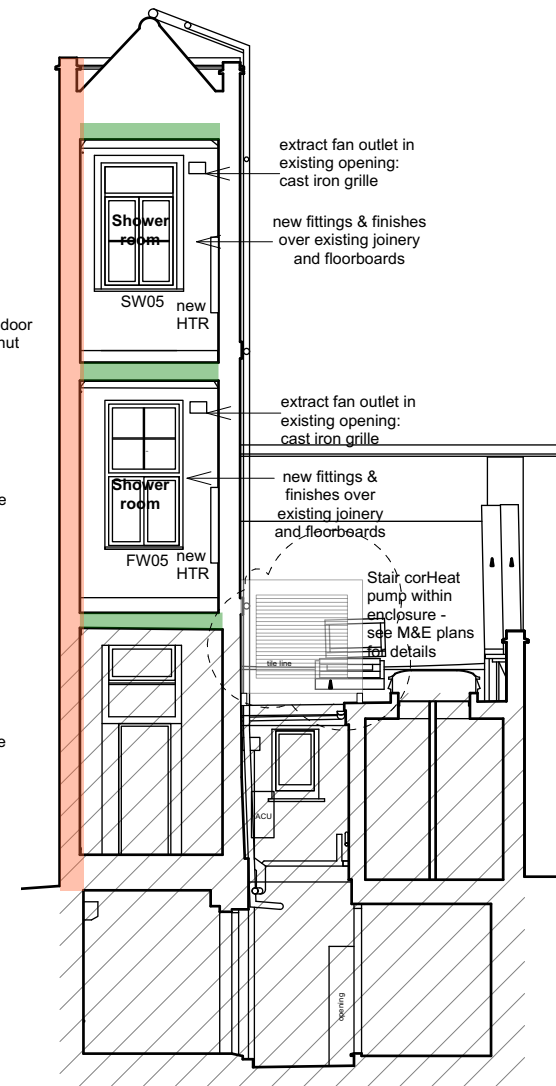 extract fan outlet in
existing opening:
cast iron grille
Shower
room
new fittings & finishes
over existing joinery
and floorboards
SW05
new
HTR
door
nut
extract fan outlet in
existing opening:
cast iron grille
Shower
room
new fittings &
finishes over
existing joinery
and floorboards
e
FW05
new
HTR
Stair corHeat
pump within
enclosure -
see M&E plans
for details
tile line
e
ACU
opening